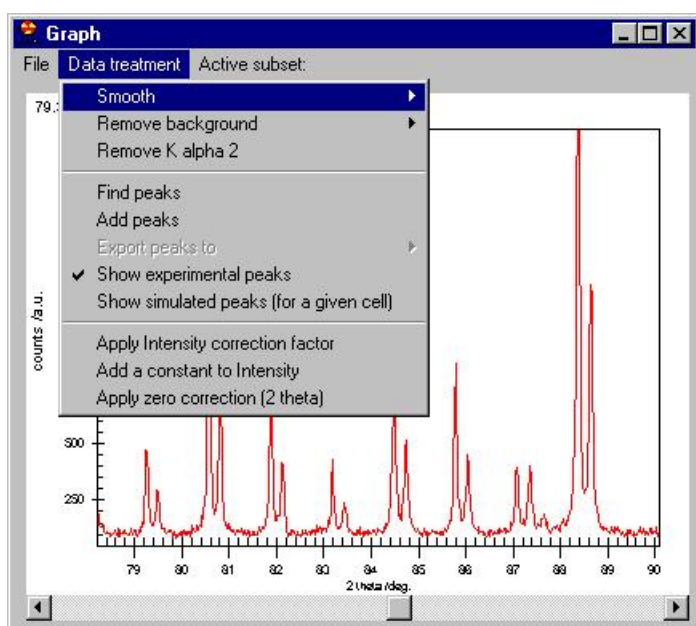 Graph
File Data treatment Active subset:
79.
Smooth
Remove background
Remove K alpha 2
Find peaks
Add peaks
Export peaks to
Show experimental peaks
Show simulated peaks (for a given cell)
Apply Intensity correction factor
Add a constant to Intensity
Apply zero correction (2 theta)
counts /a.u.
500
250
79 80 81 82 83 84 85 86 87 88 89 90
2 theta /deg.